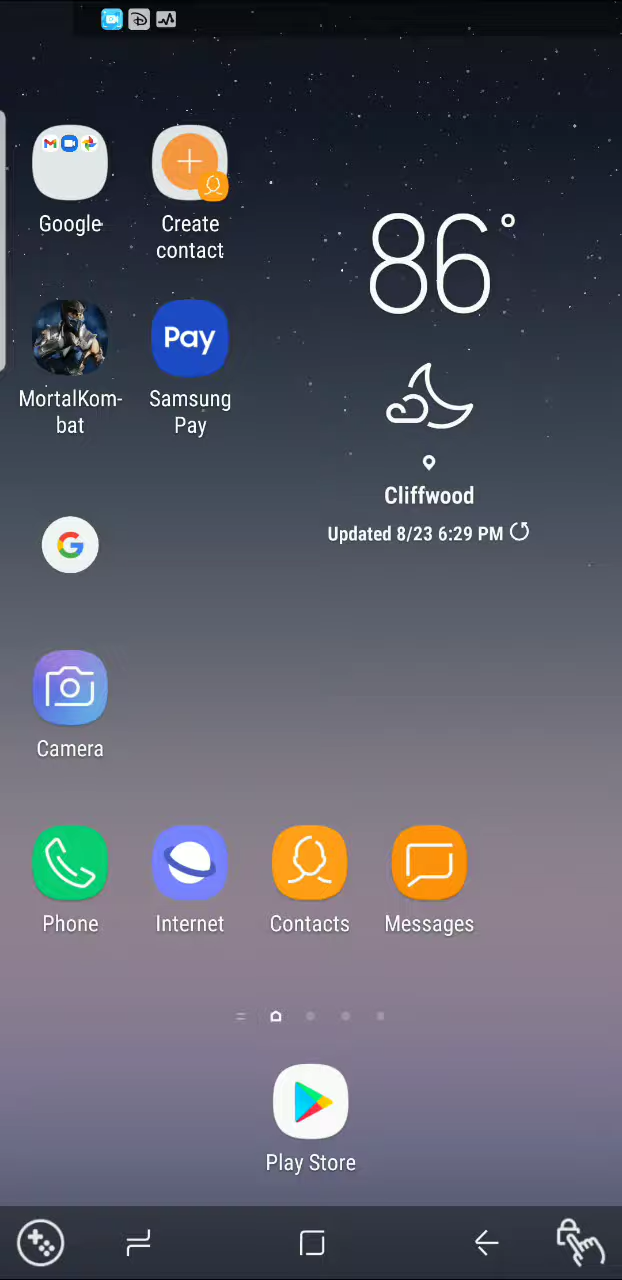 Google
Create
contact
86°
MortalKom-
bat
Pay
Samsung
Pay
Cliffwood
Updated 8/23 6:29 PM
G
Camera
Phone
Internet
Contacts
Messages
Play Store